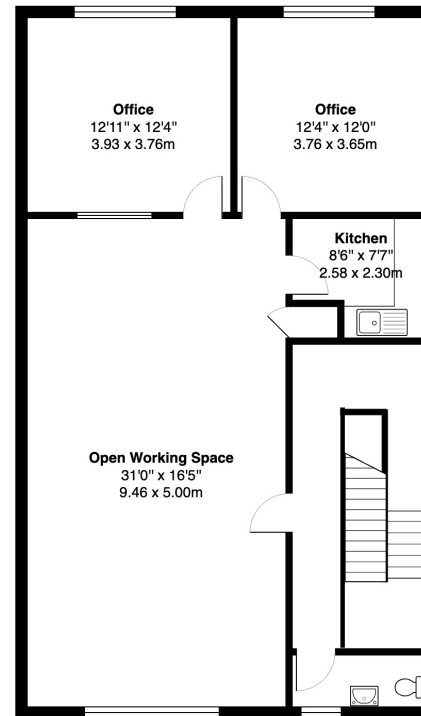 Office
12'11" x 12'4"
3.93 x 3.76m
Office
12'4" x 12'0"
3.76 x 3.65m
Kitchen
8'6" x 7'7"
2.58 x 2.30m
Open Working Space
31'0" x 16'5"
9.46 x 5.00m